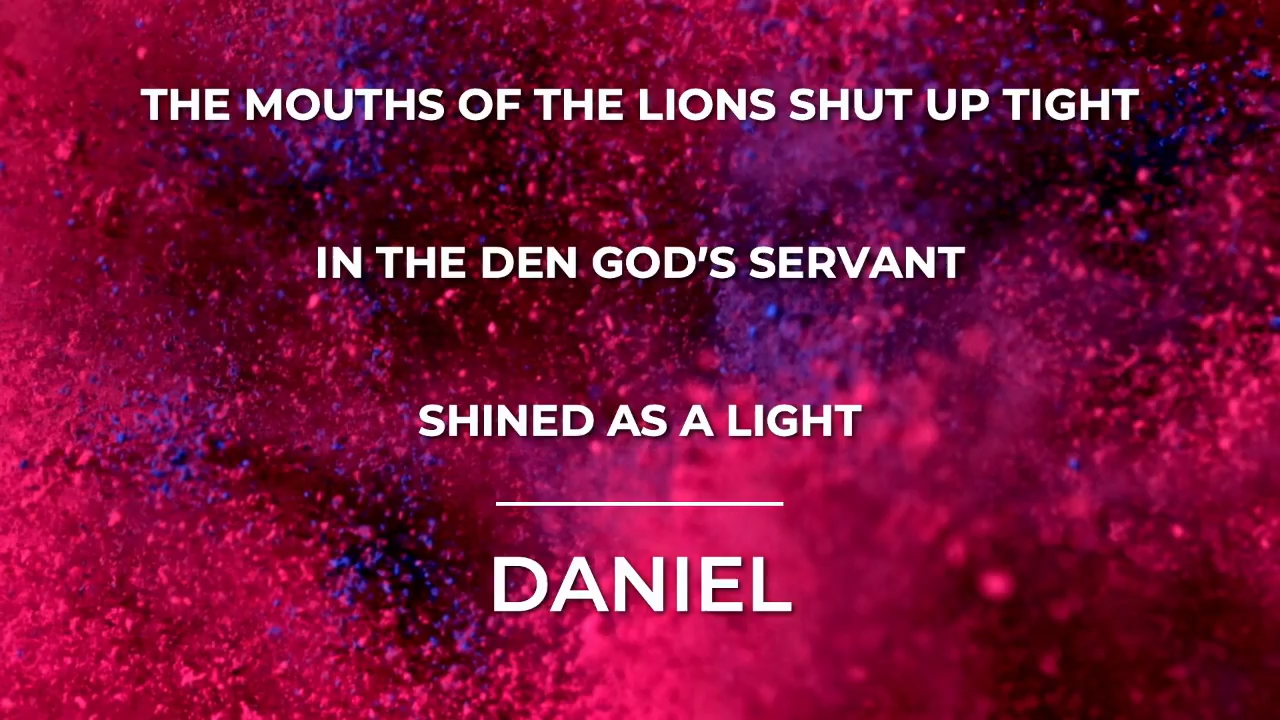 THE MOUTHS OF THE LIONS SHUT UP TIGHT
IN THE DEN GOD'S SERVANT
SHINED AS A LIGHT
DANIEL